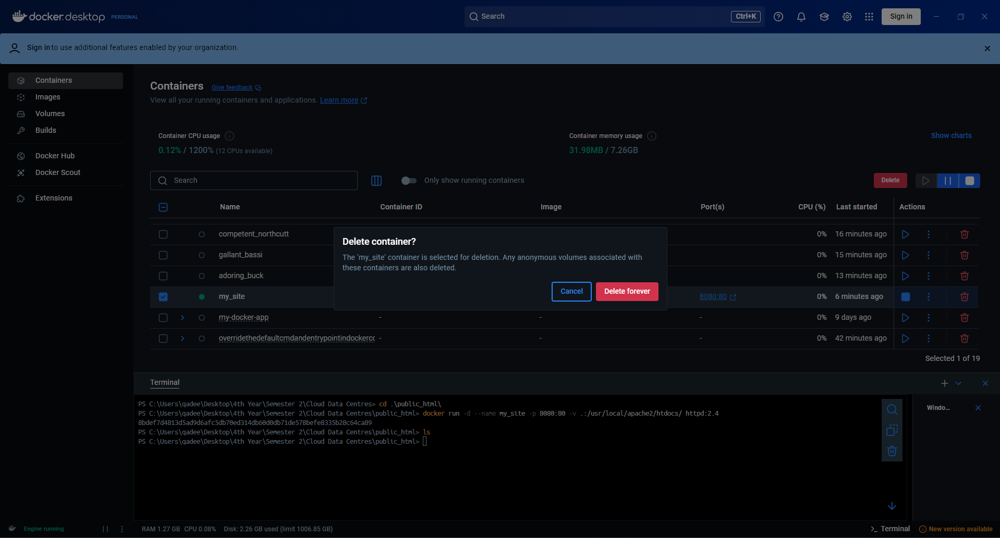 docker.desktop PERSONAL
Search Ctrl+K
Sign in
Sign in to use additional features enabled by your organization.
Containers
Images
Volumes
Builds
Docker Hub
Docker Scout
Extensions
Containers Give feedback
View all your running containers and applications. Learn more
Container CPU usage
0.12% / 1200% (12 CPUs available)
Container memory usage
31.98MB / 7.26GB
Show charts
Search
Only show running containers
Delete
Name Container ID Image Port(s) CPU (%) Last started Actions
competent_northcutt 0% 16 minutes ago
gallant_bassi 0% 15 minutes ago
adoring_buck 0% 13 minutes ago
my_site 8080:80 0% 6 minutes ago
my-docker-app - - - 0% 9 days ago
overridethedefaultcmdandentrypointindockerco - - - 0% 42 minutes ago
Selected 1 of 19
Delete container?
The 'my_site' container is selected for deletion. Any anonymous volumes associated with
these containers are also deleted.
Cancel Delete forever
Terminal
PS C:\Users\qadee\Desktop\4th Year\Semester 2\Cloud Data Centres> cd .\public_html\
PS C:\Users\qadee\Desktop\4th Year\Semester 2\Cloud Data Centres\public_html> docker run -d --name my_site -p 8080:80 -v .:/usr/local/apache2/htdocs/ httpd:2.4
8bdef7d4813d5ad9d6afc5db70ed314db60d0db71de578befe8335b28c64ca89
PS C:\Users\qadee\Desktop\4th Year\Semester 2\Cloud Data Centres\public_html> ls
PS C:\Users\qadee\Desktop\4th Year\Semester 2\Cloud Data Centres\public_html>
Windo...
Engine running
RAM 1.27 GB CPU 0.08% Disk: 2.26 GB used (limit 1006.85 GB)
>_ Terminal
New version available